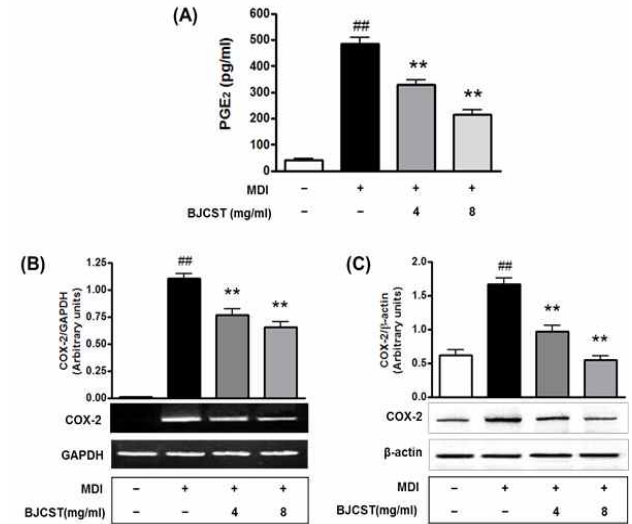 (A)
PGE2 (pg/ml)
600
500
400
300
200
100
0
##
**
**
MDI – + + +
BJCST (mg/ml) – – 4 8
(B)
COX-2/GAPDH
(Arbitrary units)
1.25
1.00
0.75
0.50
0.25
0.00
##
**
**
COX-2
GAPDH
MDI – + + +
BJCST(mg/ml) – – 4 8
(C)
COX-2/β-actin
(Arbitrary units)
2.0
1.5
1.0
0.5
0.0
##
**
**
COX-2
β-actin
MDI – + + +
BJCST(mg/ml) – – 4 8